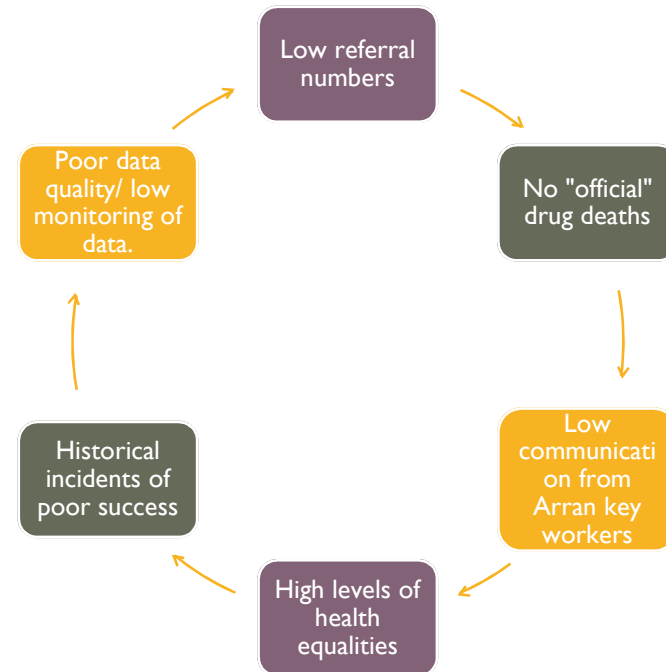 Low referral
numbers
No "official"
drug deaths
Low
communicati
on from
Arran key
workers
High levels of
health
equalities
Historical
incidents of
poor success
Poor data
quality/ low
monitoring of
data.